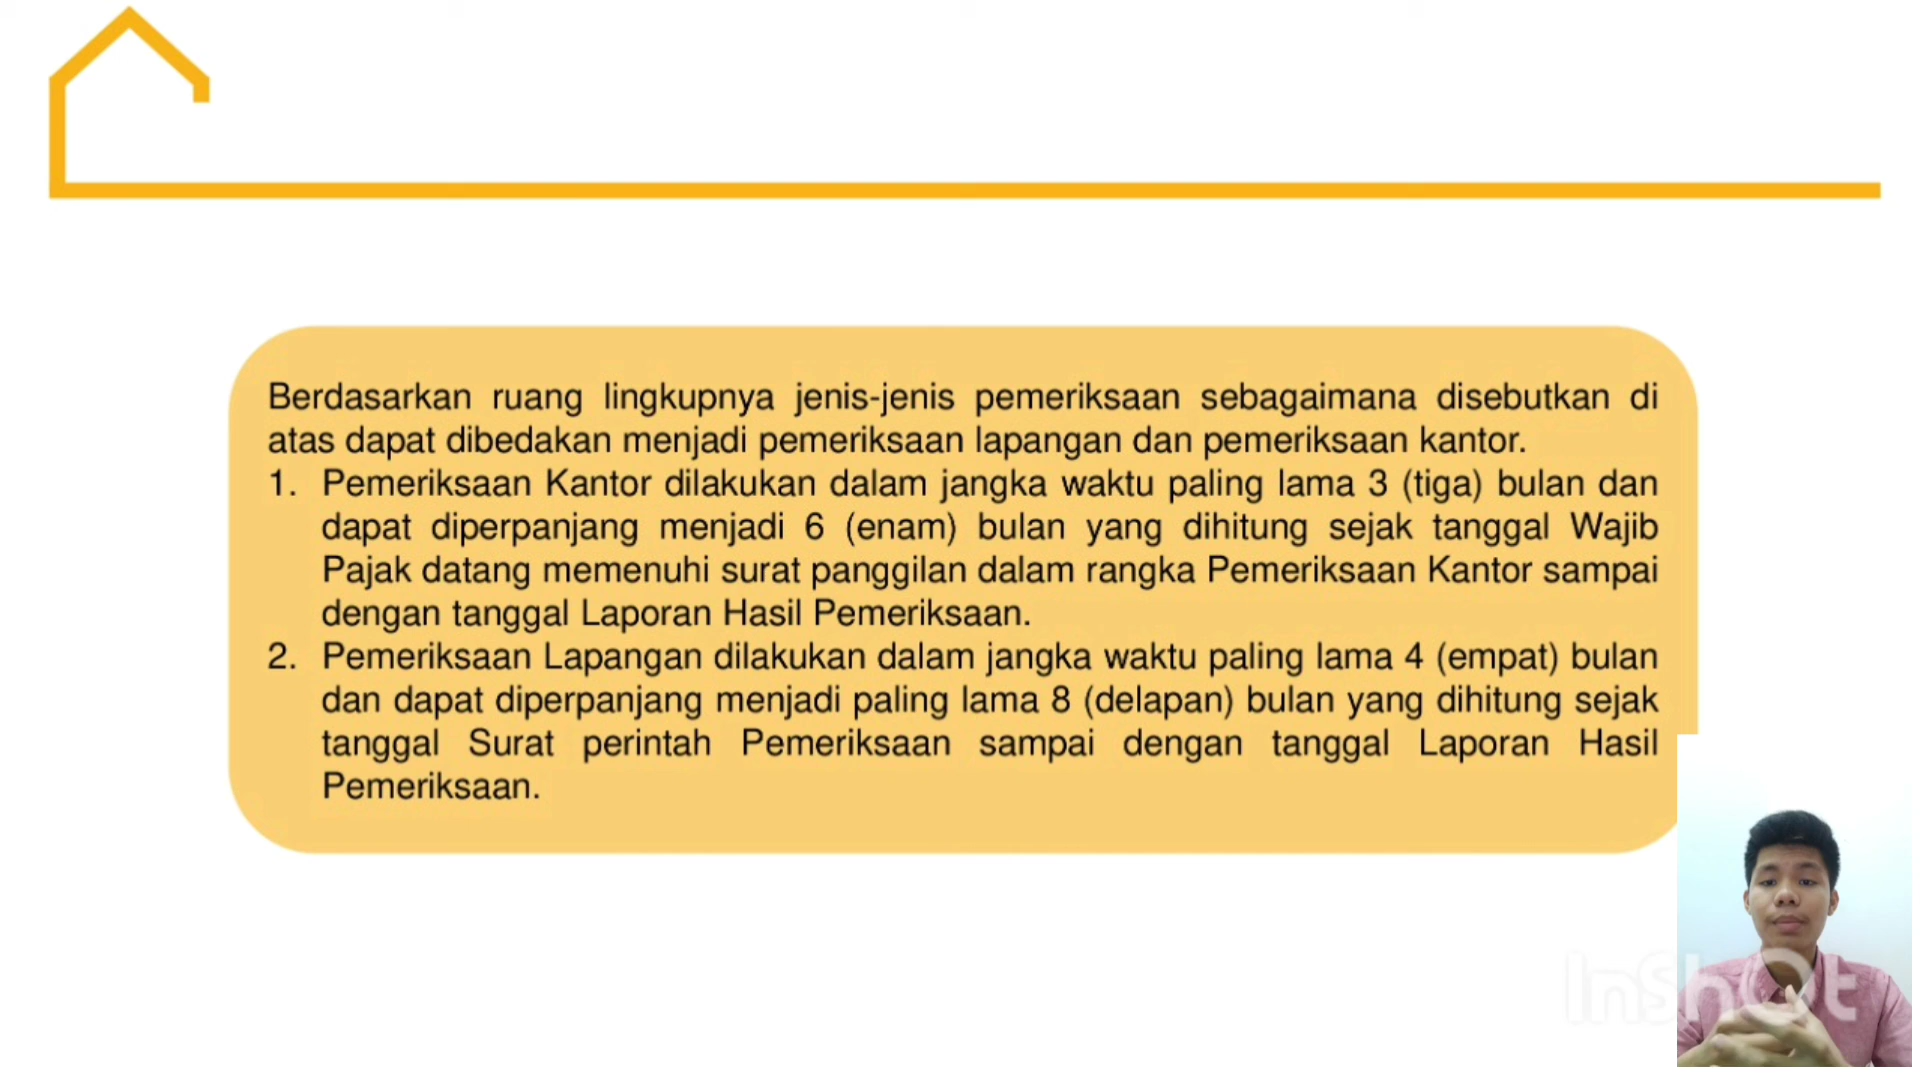 Berdasarkan ruang lingkupnya jenis-jenis pemeriksaan sebagaimana disebutkan di
atas dapat dibedakan menjadi pemeriksaan lapangan dan pemeriksaan kantor.
1. Pemeriksaan Kantor dilakukan dalam jangka waktu paling lama 3 (tiga) bulan dan
dapat diperpanjang menjadi 6 (enam) bulan yang dihitung sejak tanggal Wajib
Pajak datang memenuhi surat panggilan dalam rangka Pemeriksaan Kantor sampai
dengan tanggal Laporan Hasil Pemeriksaan.
2. Pemeriksaan Lapangan dilakukan dalam jangka waktu paling lama 4 (empat) bulan
dan dapat diperpanjang menjadi paling lama 8 (delapan) bulan yang dihitung sejak
tanggal Surat perintah Pemeriksaan sampai dengan tanggal Laporan Hasil
Pemeriksaan.
InShOt